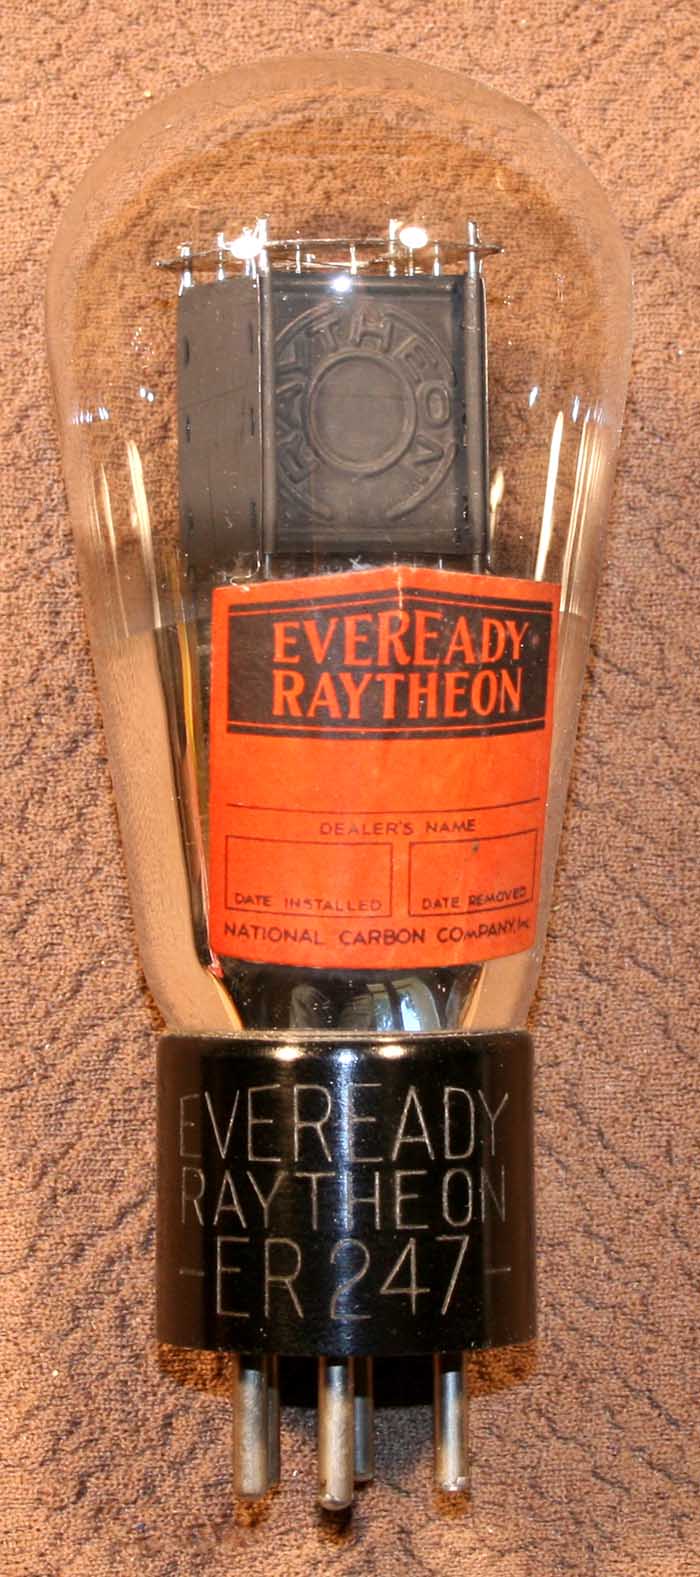 RAYTHEON
EVEREADY
RAYTHEON
DEALER'S NAME
DATE INSTALLED
DATE REMOVED
NATIONAL CARBON COMPANY, Inc
EVEREADY
RAYTHEON
-ER 247-